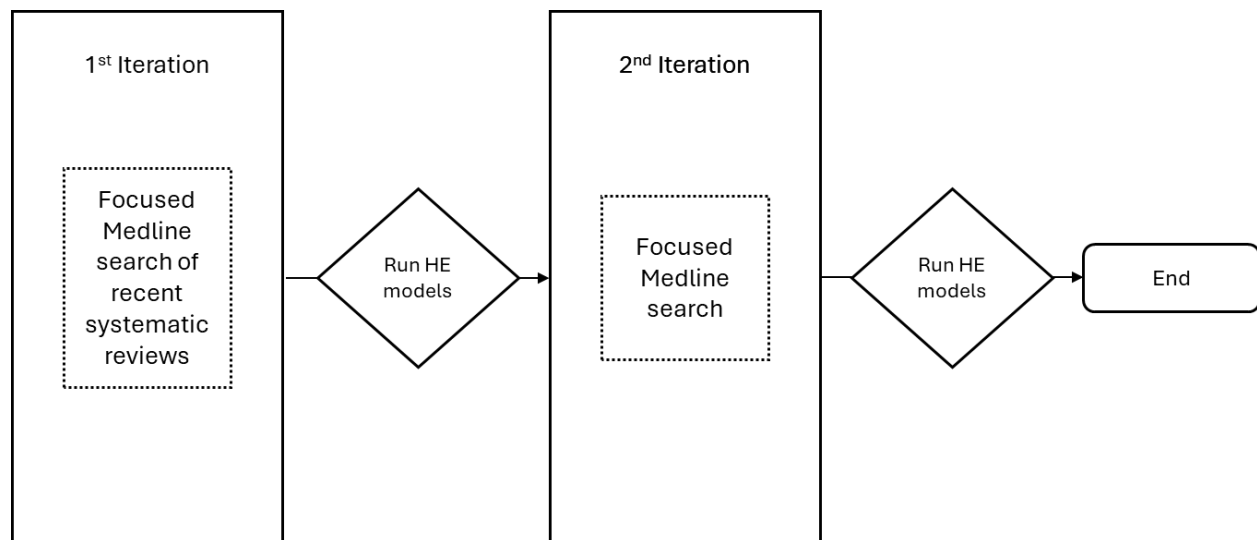 1st Iteration
Focused
Medline
search of
recent
systematic
reviews
Run HE
models
2nd Iteration
Focused
Medline
search
Run HE
models
End